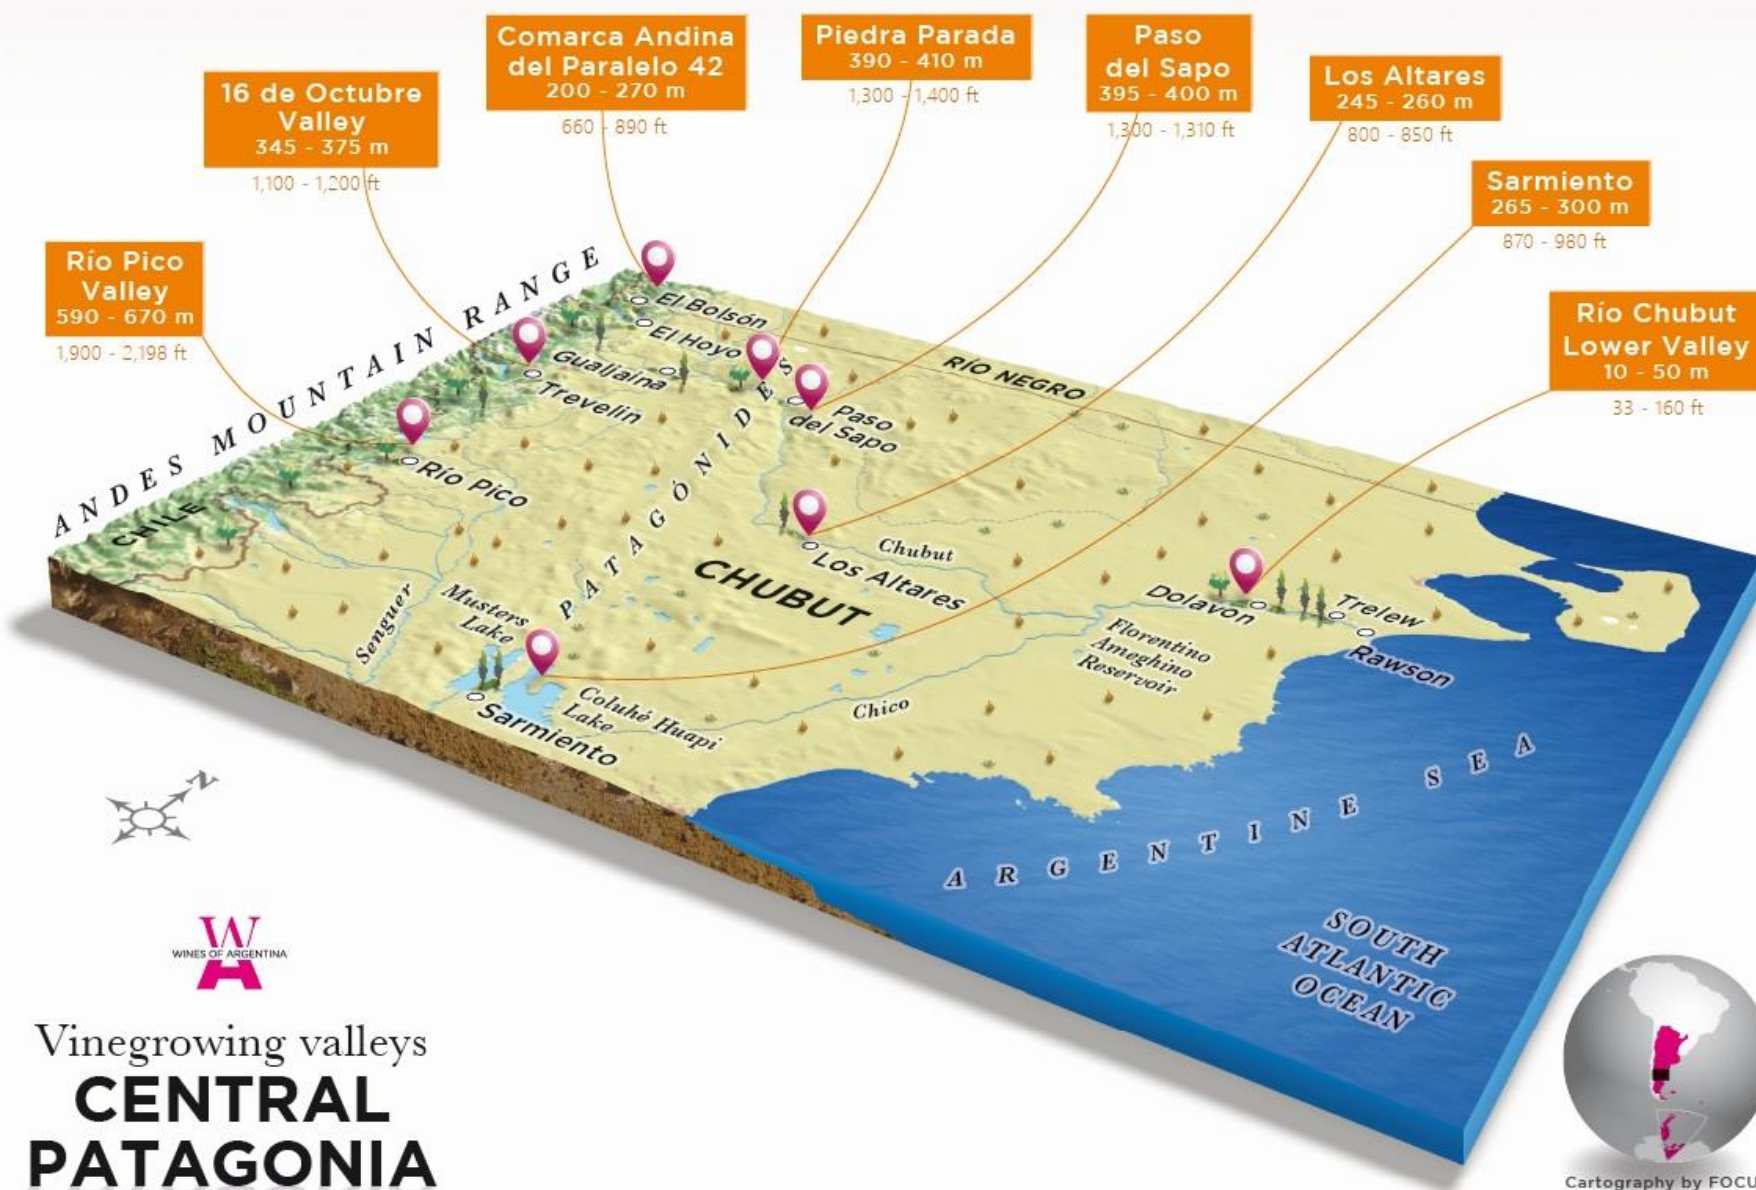 Comarca Andina
del Paralelo 42
200 - 270 m
660 - 890 ft
Piedra Parada
390 - 410 m
1,300 - 1,400 ft
Paso
del Sapo
395 - 400 m
1,300 - 1,310 ft
Los Altares
245 - 260 m
800 - 850 ft
16 de Octubre
Valley
345 - 375 m
1,100 - 1,200 ft
Sarmiento
265 - 300 m
870 - 980 ft
Río Pico
Valley
590 - 670 m
1,900 - 2,198 ft
Río Chubut
Lower Valley
10 - 50 m
33 - 160 ft
ANDES MOUNTAIN RANGE
CHILE
El Bolsón
El Hoyo
Gualjaina
Trevelin
Río Pico
PATAGÓNIDES
Paso
del Sapo
RÍO NEGRO
Los Altares
Chubut
CHUBUT
Senguer
Musters
Lake
Sarmiento
Coluhé Huapi
Lake
Chico
Dolavon
Trelew
Rawson
Florentino
Ameghino
Reservoir
ARGENTINE SEA
SOUTH
ATLANTIC
OCEAN
N
W
WINES OF ARGENTINA
A
Vinegrowing valleys
CENTRAL
PATAGONIA
Cartography by FOCU